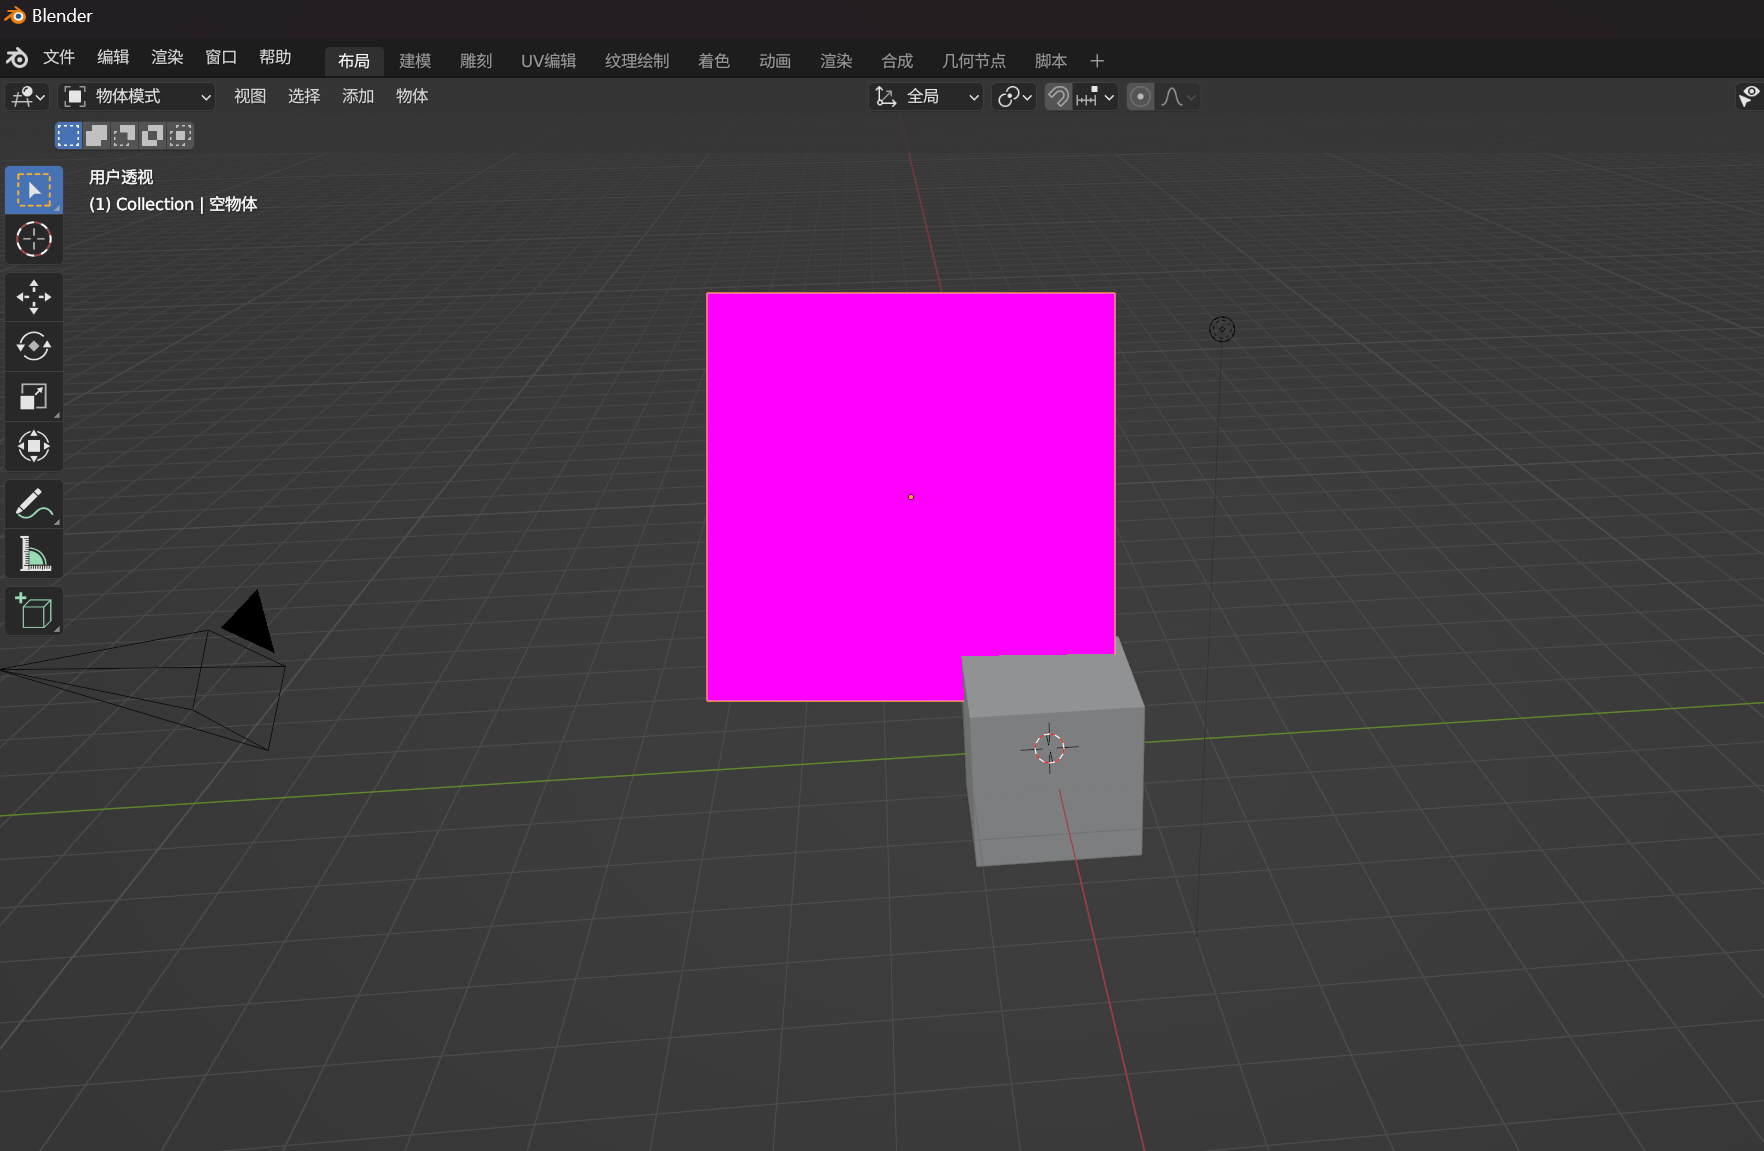 Blender
文件 编辑 渲染 窗口 帮助 布局 建模 雕刻 UV编辑 纹理绘制 着色 动画 渲染 合成 几何节点 脚本 +
物体模式 视图 选择 添加 物体 全局
用户透视
(1) Collection | 空物体